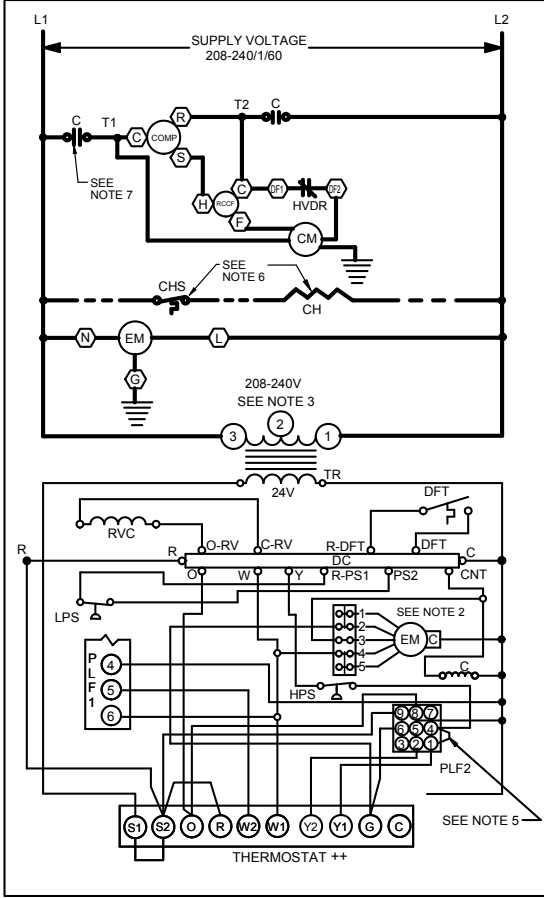 L1 L2
SUPPLY VOLTAGE
208-240/1/60
C T1 R T2 C
C COMP
S
SEE
NOTE 7
C DF1 DF2
HVDR
H RCCF
F
CM
SEE
NOTE 6
CHS
CH
N EM L
G
208-240V
SEE NOTE 3
3 2 1
TR
24V
DFT
RVC
O-RV C-RV R-DFT DFT
R R DC C
O W Y R-PS1 PS2 CNT
LPS
1 SEE NOTE 2
2
3 EM C
4
5
C
HPS
PLF1
4
5
6
9 8 7
6 5 4
3 2 1
PLF2
SEE NOTE 5
S1 S2 O R W2 W1 Y2 Y1 G C
THERMOSTAT ++